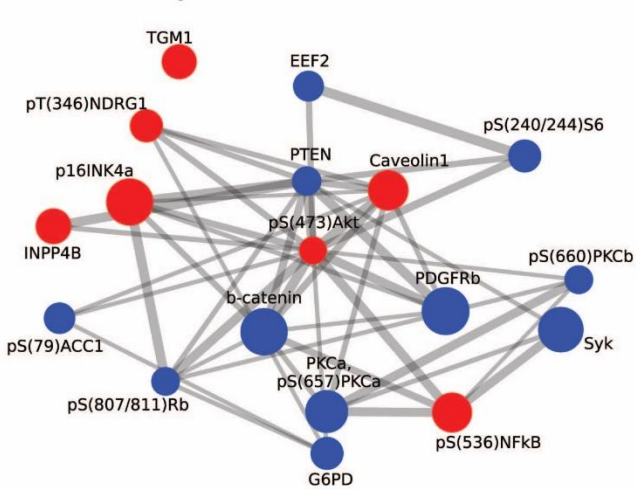 TGM1
EEF2
pT(346)NDRG1
pS(240/244)S6
PTEN
Caveolin1
p16INK4a
pS(473)Akt
INPP4B
pS(660)PKCb
PDGFRb
b-catenin
pS(79)ACC1
Syk
PKCa,
pS(657)PKCa
pS(807/811)Rb
pS(536)NFkB
G6PD